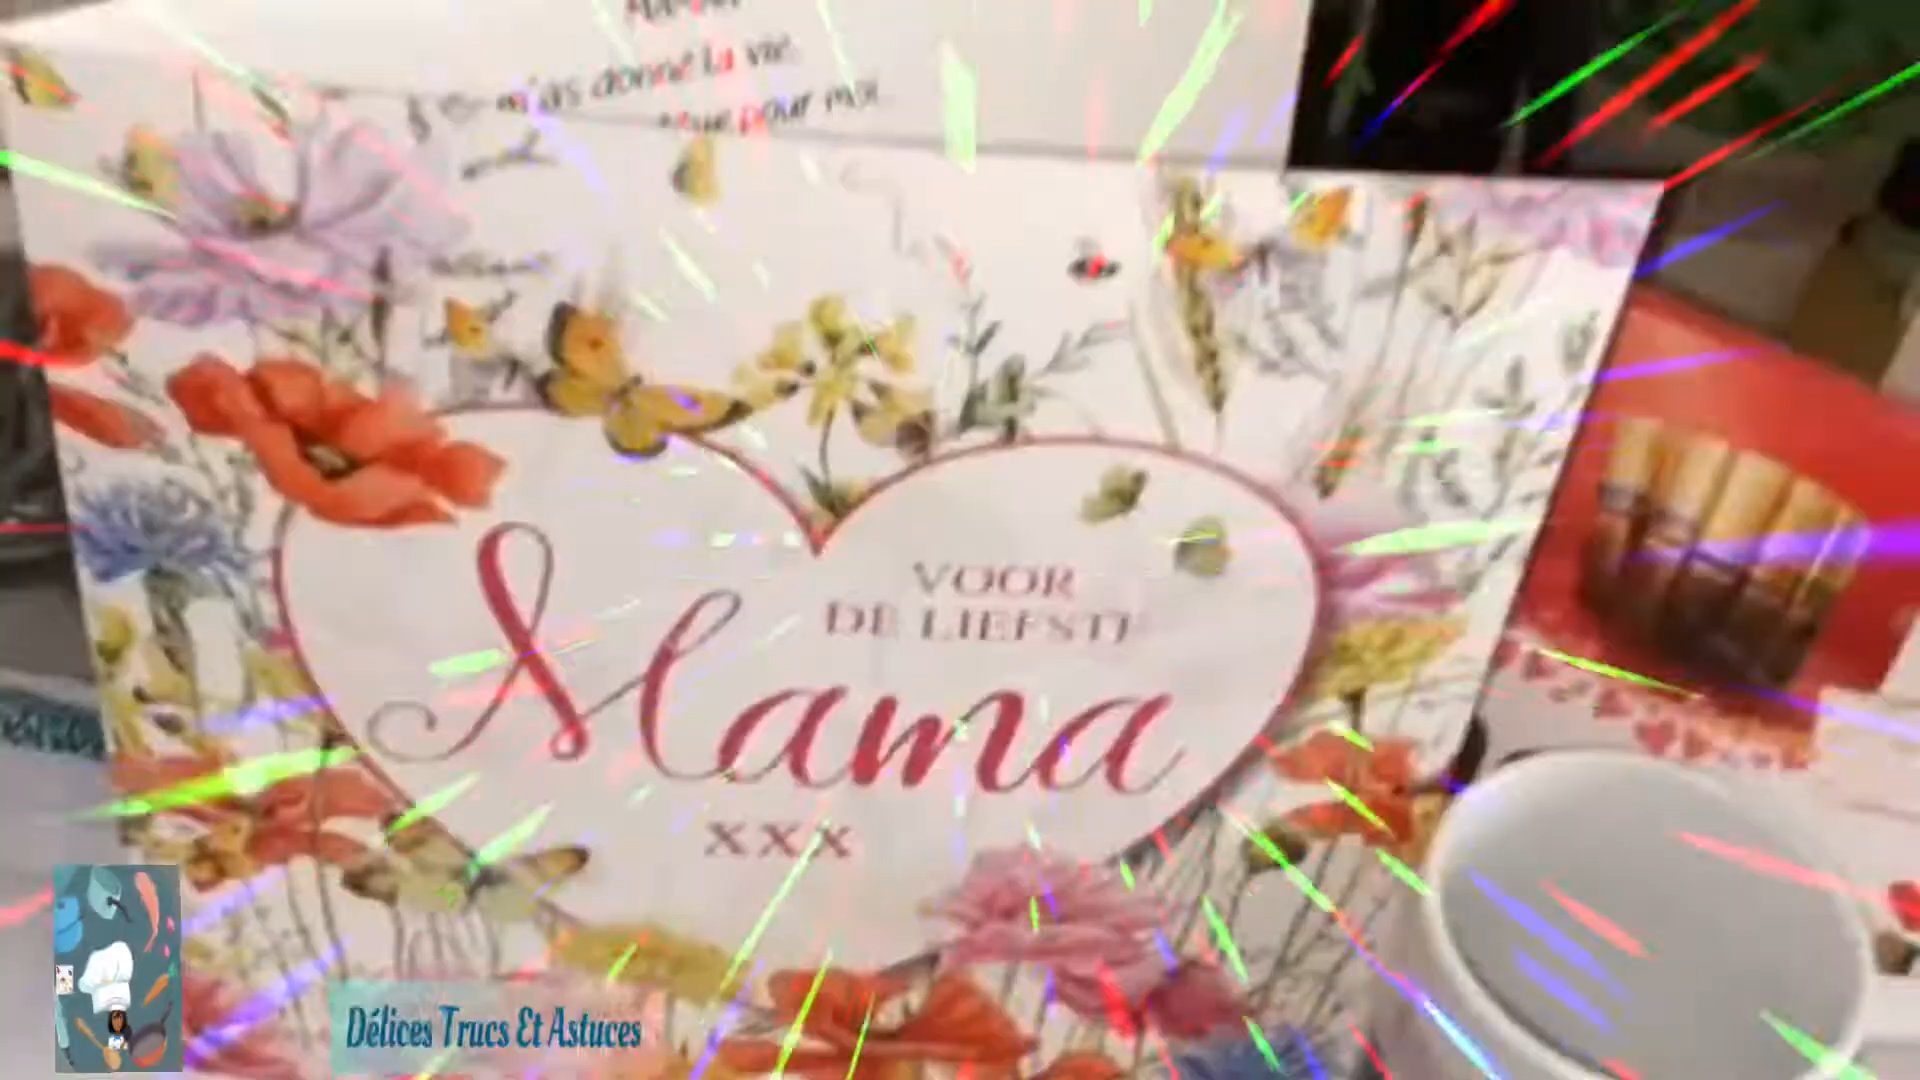 m'as donné la vie
pour moi
VOOR
DE LIEFSTE
Mama
xxx
Délices Trucs Et Astuces